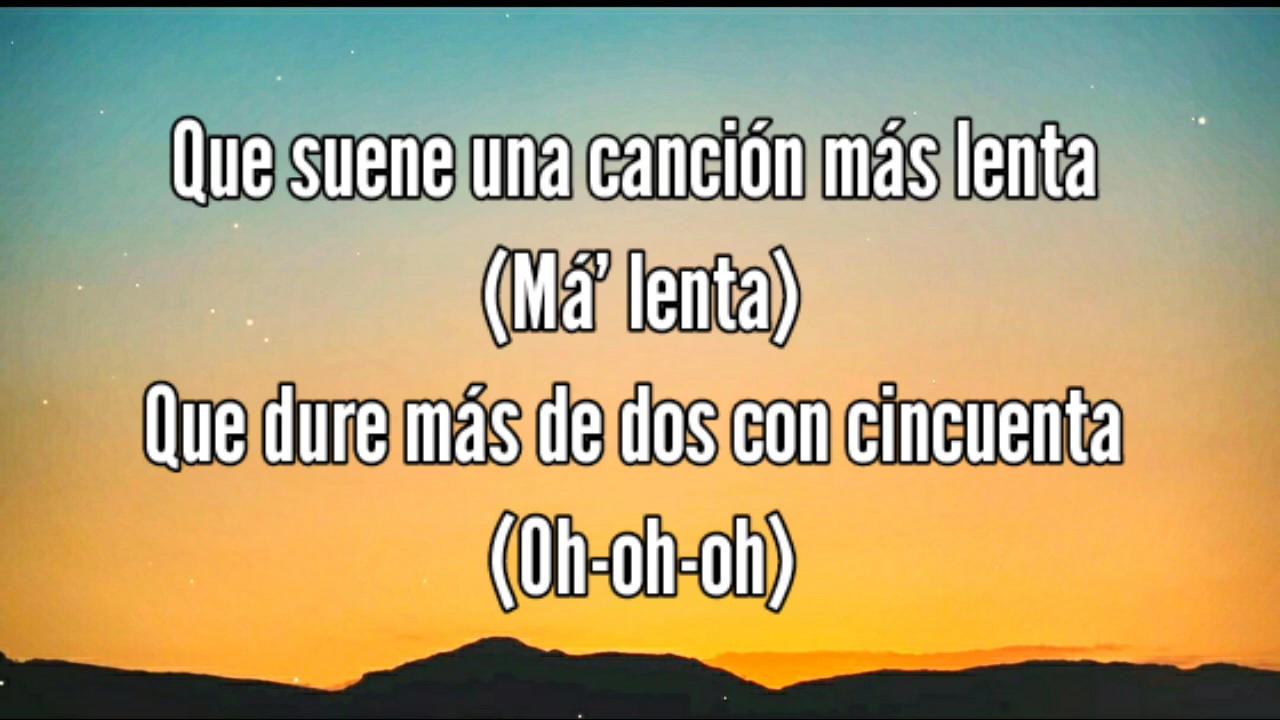 Que suene una canción más lenta
(Má’ lenta)
Que dure más de dos con cincuenta
(Oh-oh-oh)